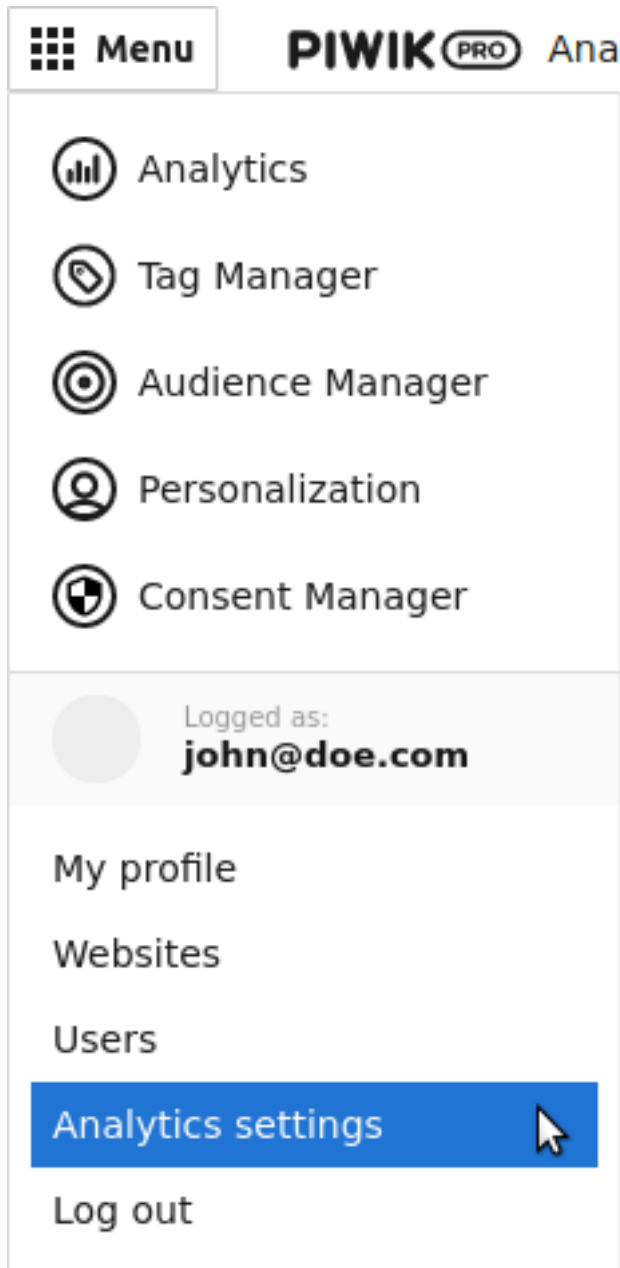 Menu PIWIK PRO Ana
Analytics
Tag Manager
Audience Manager
Personalization
Consent Manager
Logged as:
john@doe.com
My profile
Websites
Users
Analytics settings
Log out